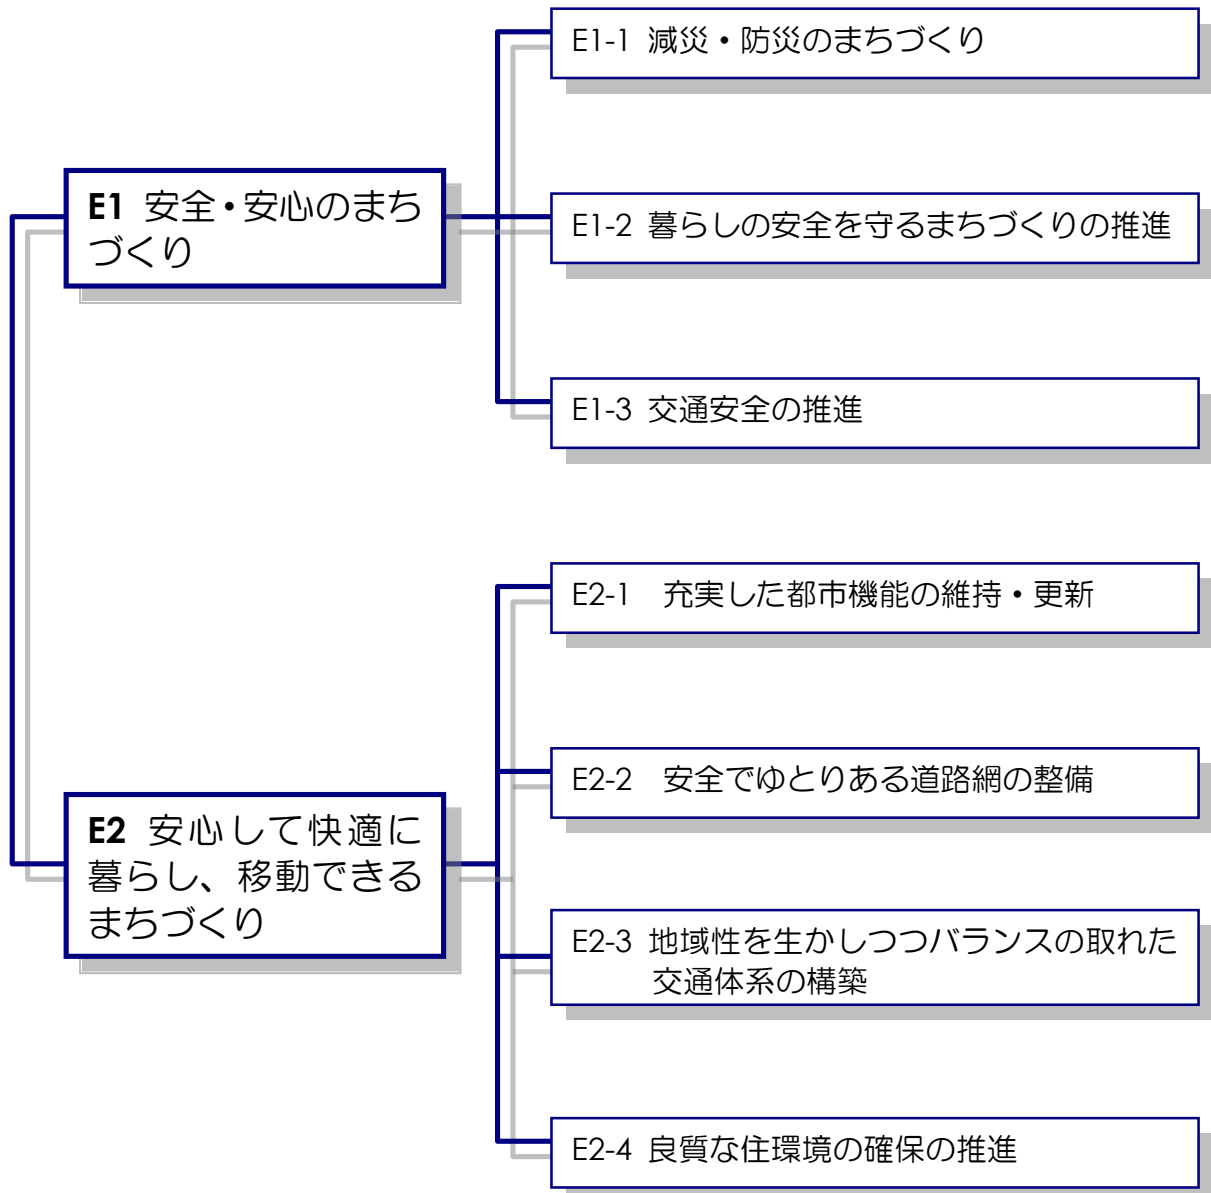 E1-1 減災・防災のまちづくり
E1 安全・安心のまち
づくり
E1-2 暮らしの安全を守るまちづくりの推進
E1-3 交通安全の推進
E2-1　充実した都市機能の維持・更新
E2-2　安全でゆとりある道路網の整備
E2 安心して快適に
暮らし、移動できる
まちづくり
E2-3 地域性を生かしつつバランスの取れた
交通体系の構築
E2-4 良質な住環境の確保の推進